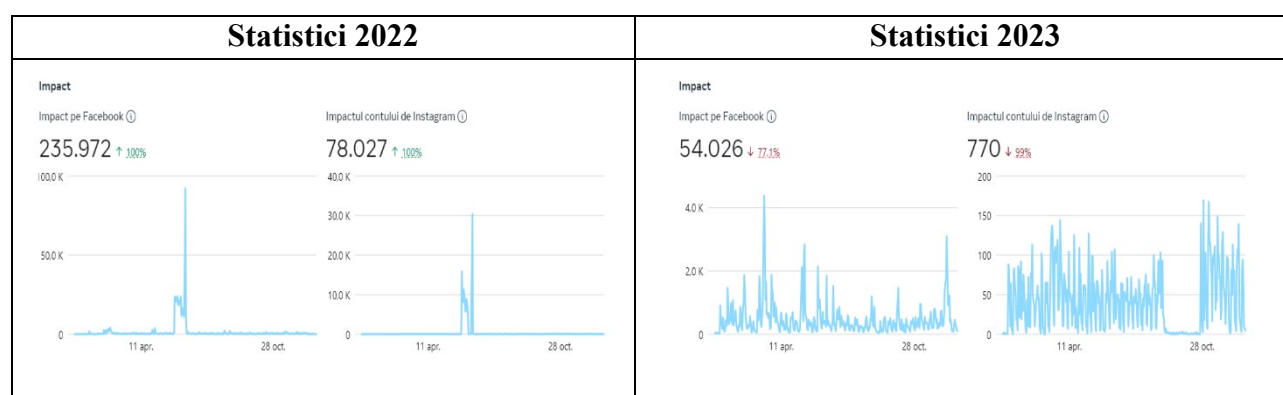 Statistici 2022
Statistici 2023
Impact
Impact pe Facebook
Impactul contului de Instagram
235.972 ↑ 100%
78.027 ↑ 100%
100,0 K
50,0 K
0
11 apr.
28 oct.
40,0 K
30,0 K
20,0 K
10,0 K
0
11 apr.
28 oct.
Impact
Impact pe Facebook
Impactul contului de Instagram
54.026 ↓ 77,1%
770 ↓ 99%
4,0 K
2,0 K
0
11 apr.
28 oct.
200
150
100
50
0
11 apr.
28 oct.